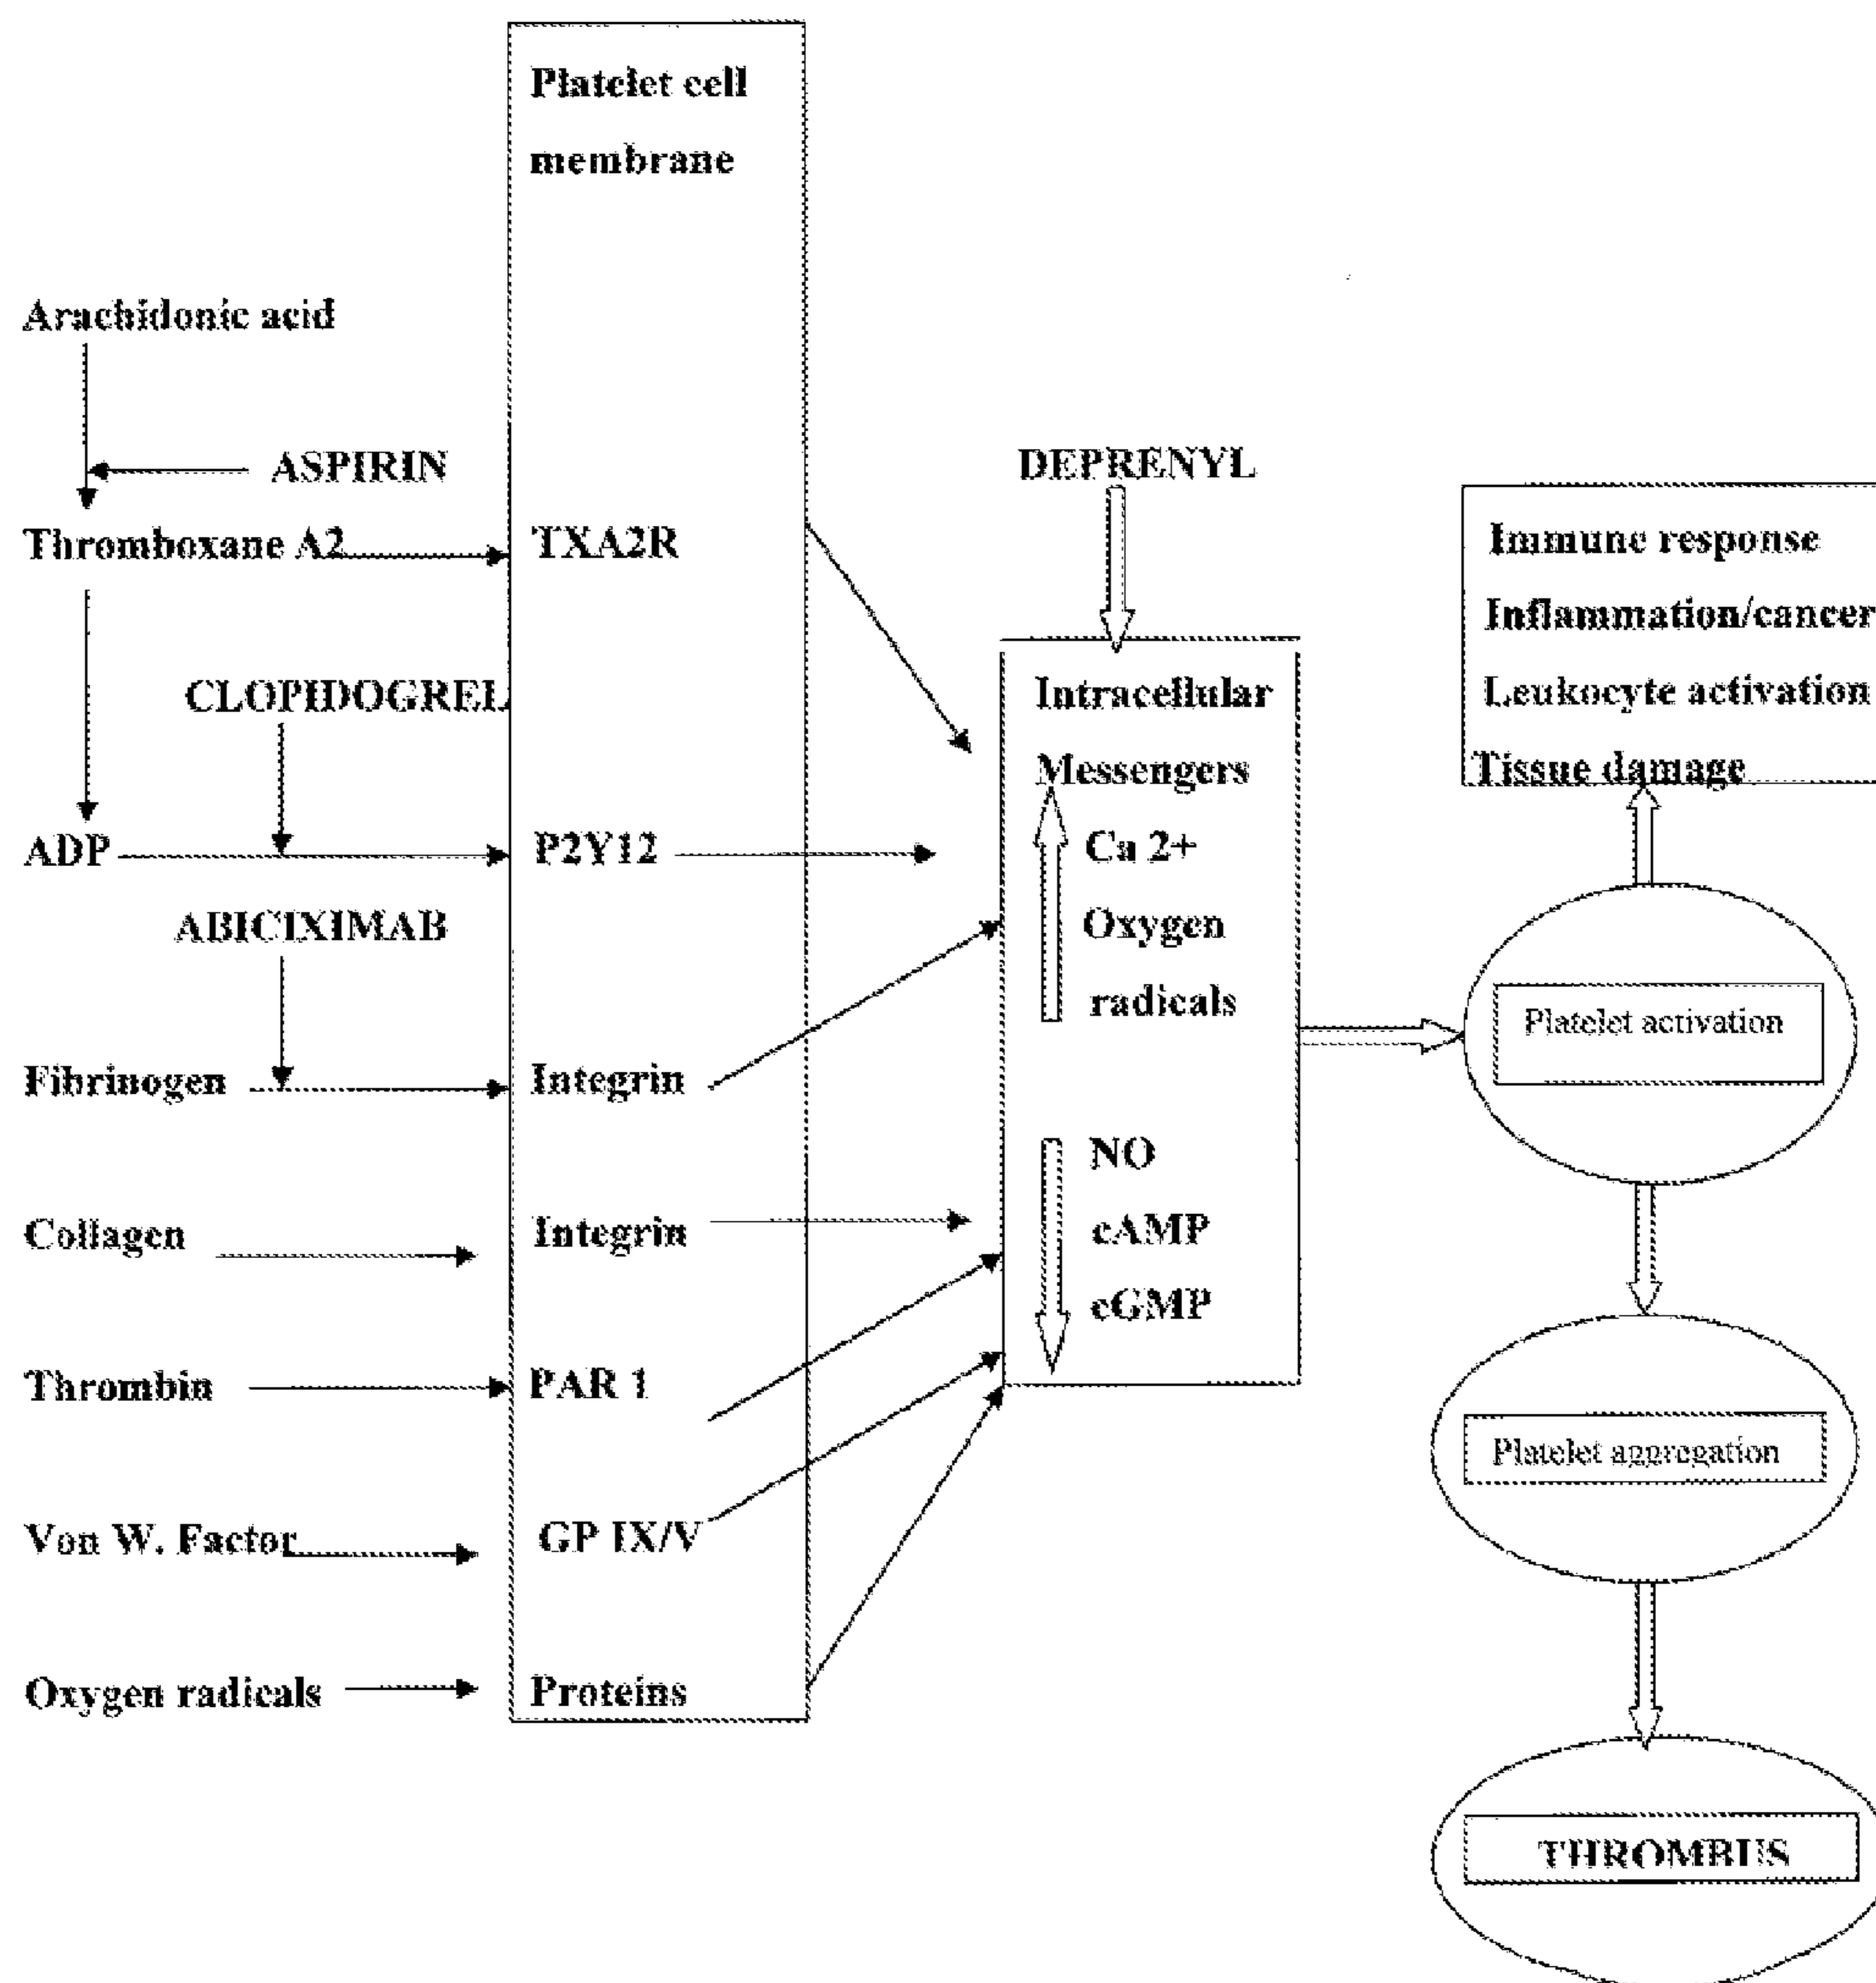 Platelet cell
membrane
Arachidonic acid
ASPIRIN
Thromboxane A2
TXA2R
CLOPIDOGREL
ADP
P2Y12
ABICIXIMAB
Fibrinogen
Integrin
Collagen
Integrin
Thrombin
PAR 1
Von W. Factor
GP IX/V
Oxygen radicals
Proteins
DEPRENYL
Intracellular
Messengers
Ca 2+
Oxygen
radicals
NO
cAMP
cGMP
Immune response
Inflammation/cancer
Leukocyte activation
Tissue damage
Platelet activation
Platelet aggregation
THROMBUS